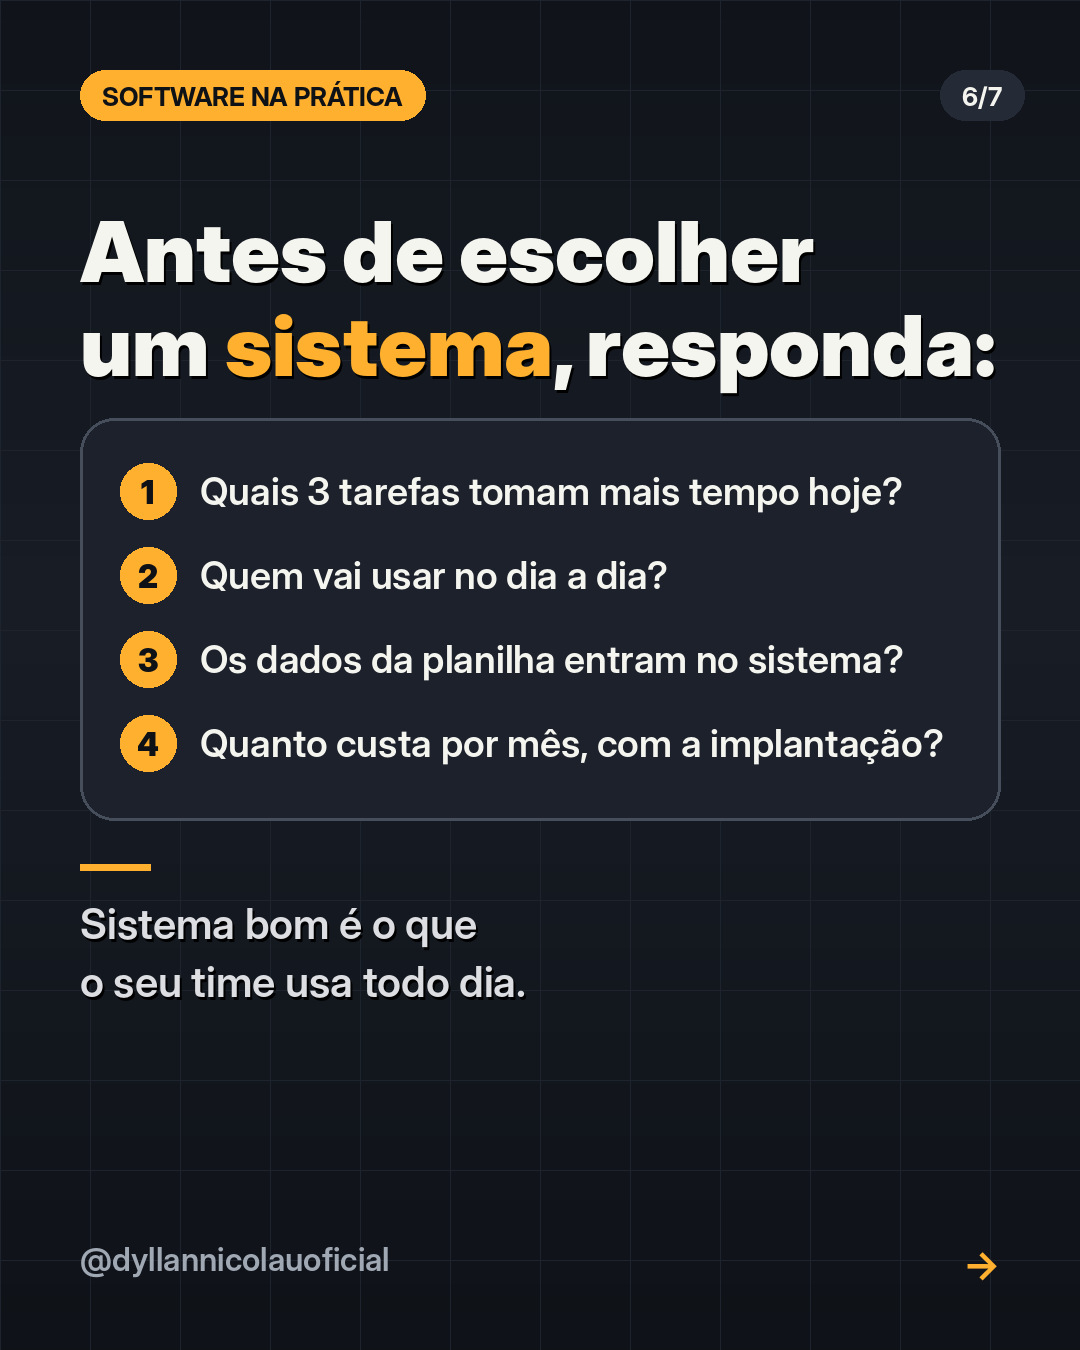 SOFTWARE NA PRÁTICA
6/7
Antes de escolher
um sistema, responda:
1 Quais 3 tarefas tomam mais tempo hoje?
2 Quem vai usar no dia a dia?
3 Os dados da planilha entram no sistema?
4 Quanto custa por mês, com a implantação?
Sistema bom é o que
o seu time usa todo dia.
@dyllannicolauoficial
→